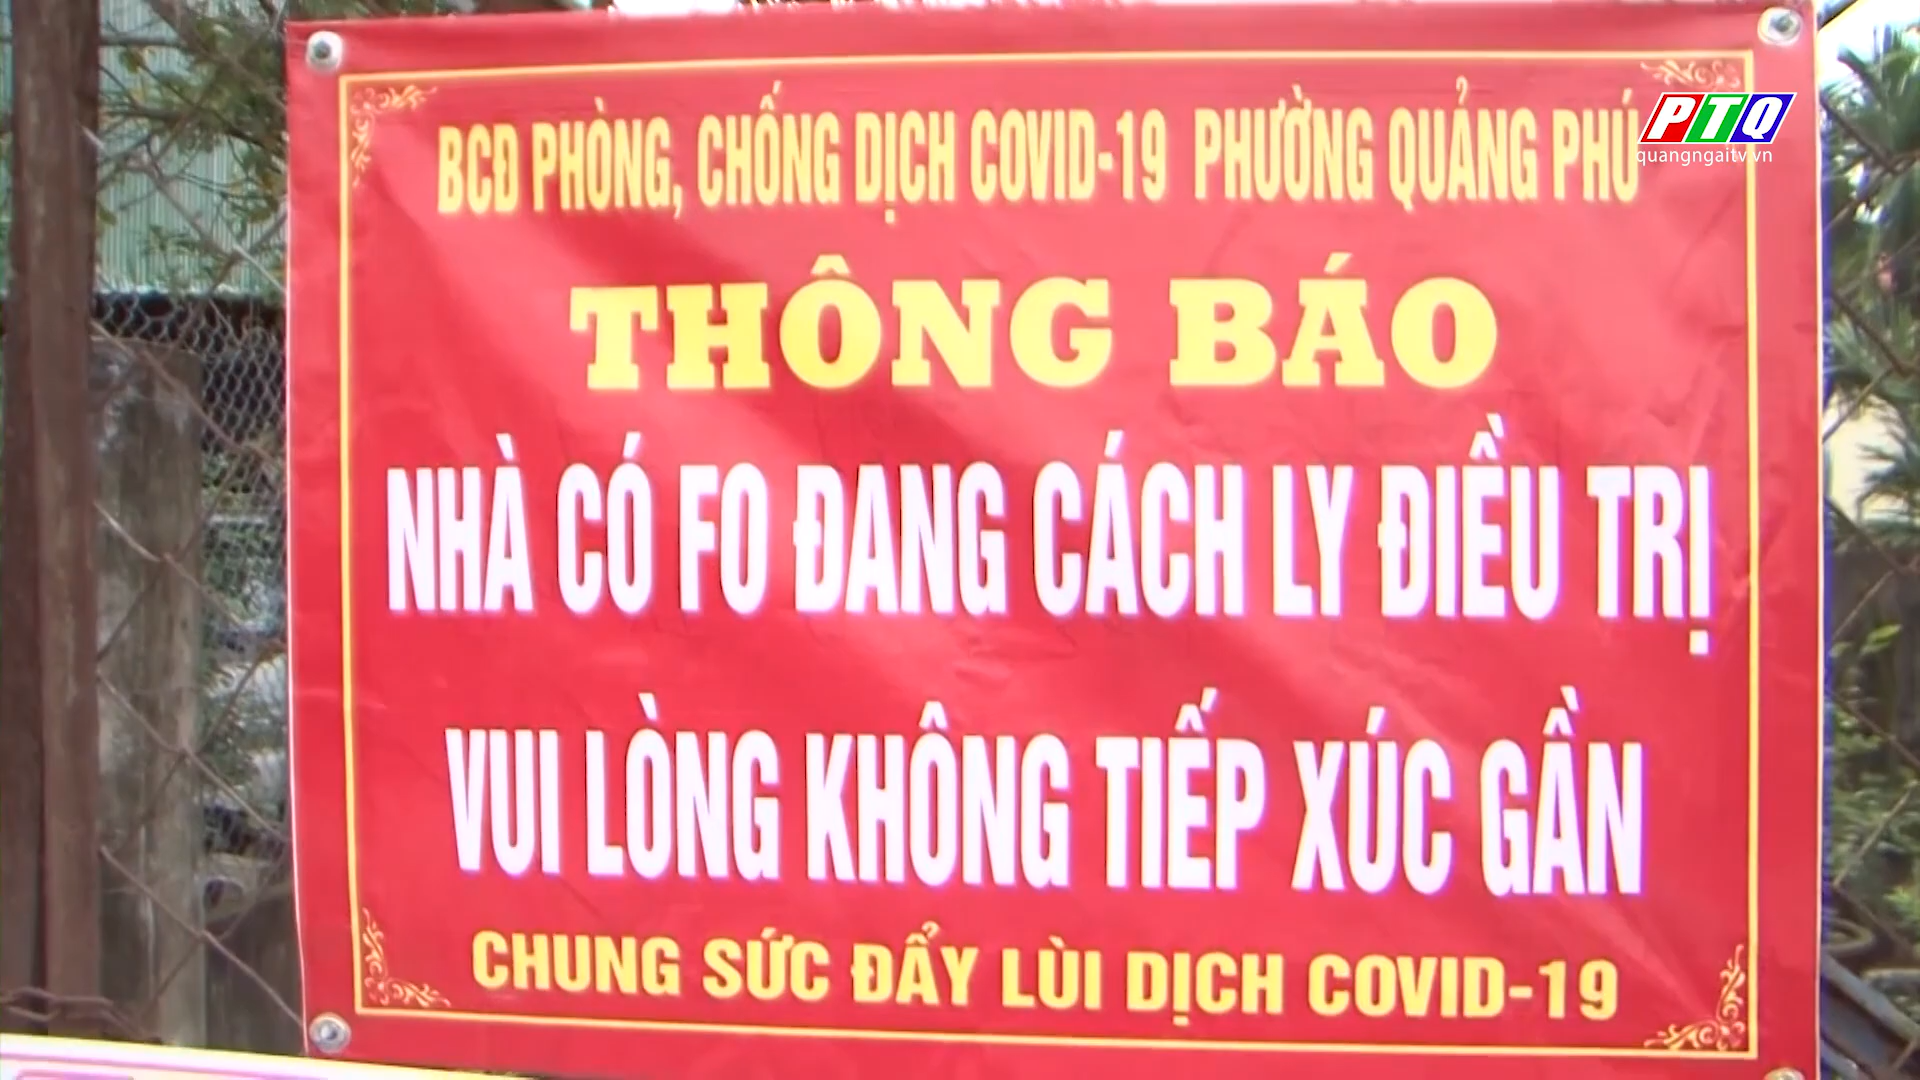 BCĐ PHÒNG, CHỐNG DỊCH COVID-19 PHƯỜNG QUẢNG PHÚ
PTQ
quangngaitv.vn
THÔNG BÁO
NHÀ CÓ FO ĐANG CÁCH LY ĐIỀU TRỊ
VUI LÒNG KHÔNG TIẾP XÚC GẦN
CHUNG SỨC ĐẨY LÙI DỊCH COVID-19